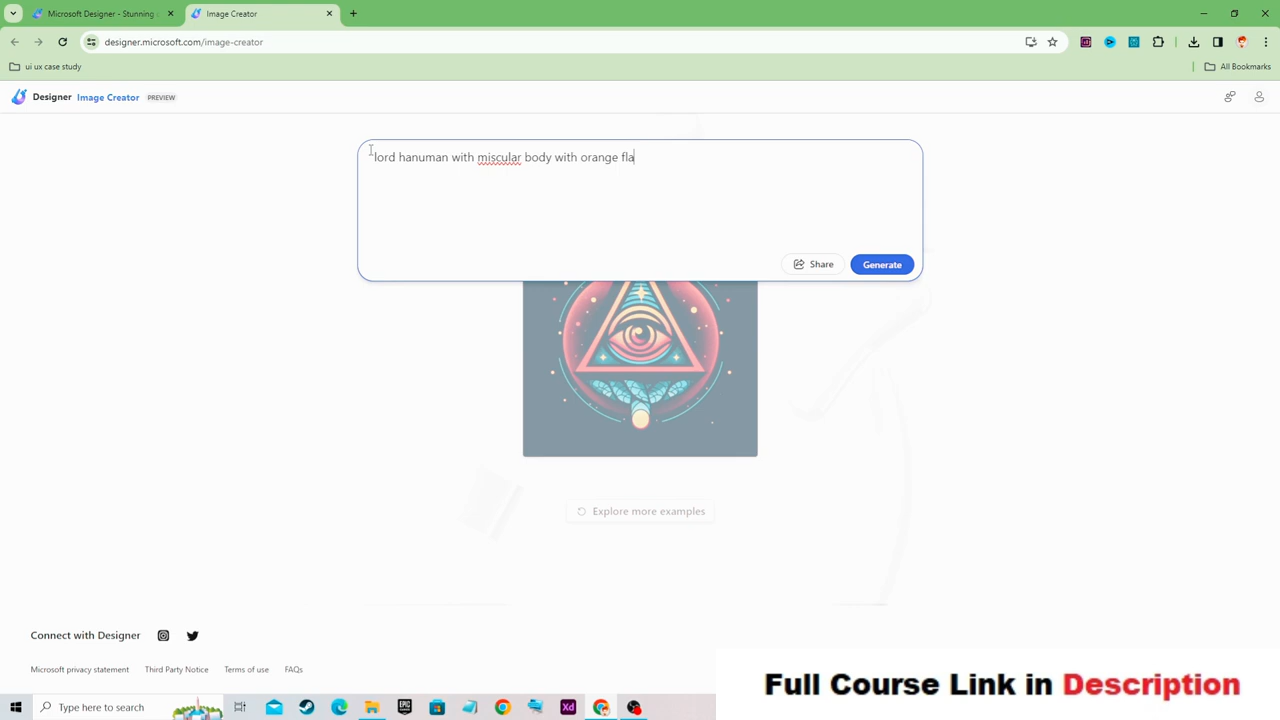 Microsoft Designer - Stunning
Image Creator
designer.microsoft.com/image-creator
ui ux case study
All Bookmarks
Designer Image Creator PREVIEW
lord hanuman with miscular body with orange fla
Share
Generate
Explore more examples
Connect with Designer
Microsoft privacy statement Third Party Notice Terms of use FAQs
Full Course Link in Description
Type here to search
Xd